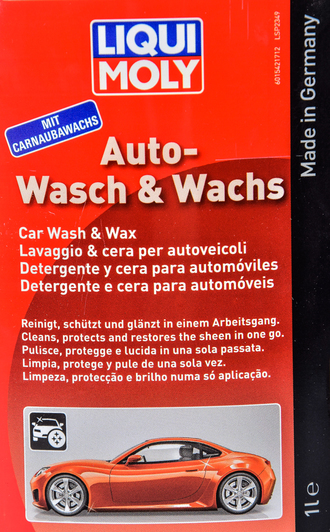 LIQUI
MOLY
MIT
CARNAUBAWACHS
Auto-
Wasch & Wachs
Car Wash & Wax
Lavaggio & cera per autoveicoli
Detergente y cera para automóviles
Detergente e cera para automóveis
Reinigt, schützt und glänzt in einem Arbeitsgang.
Cleans, protects and restores the sheen in one go.
Pulisce, protegge e lucida in una sola passata.
Limpia, protege y pule de una sola vez.
Limpeza, protecção e brilho numa só aplicação.
6015421712 LSP2349
Made in Germany
1L e